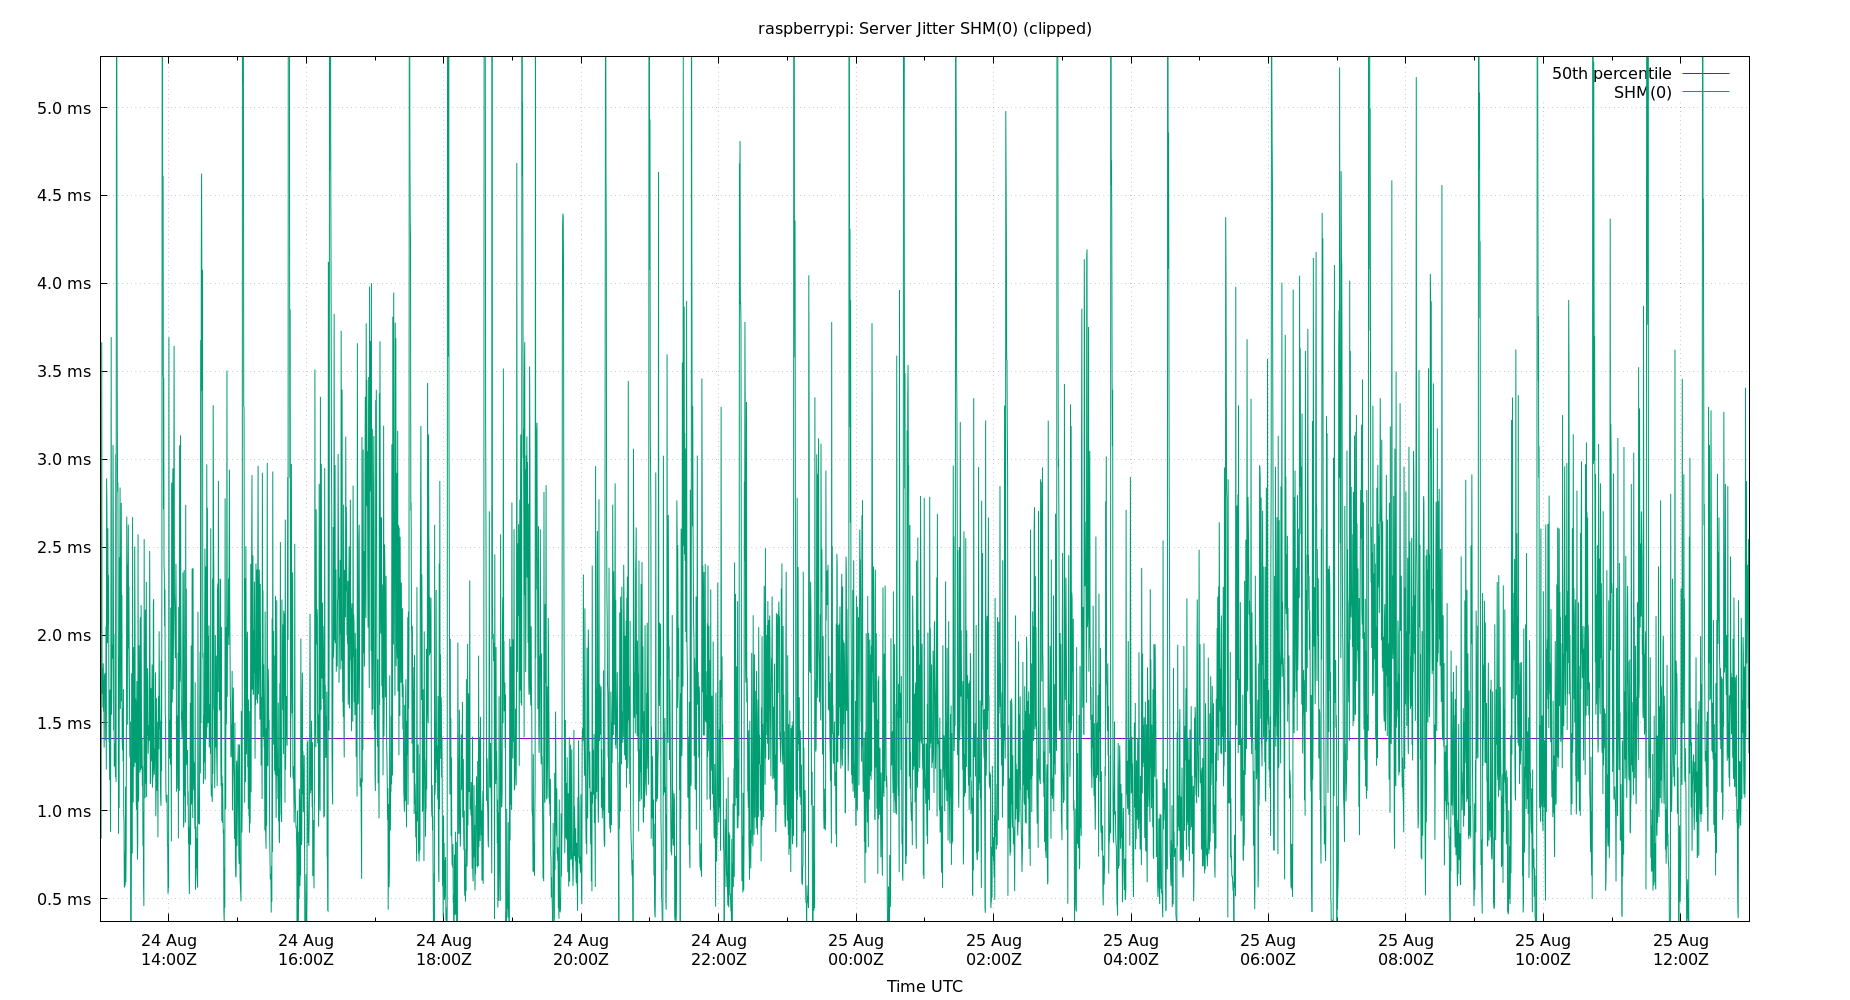 raspberrypi: Server Jitter SHM(0) (clipped)
50th percentile
SHM(0)
5.0 ms
4.5 ms
4.0 ms
3.5 ms
3.0 ms
2.5 ms
2.0 ms
1.5 ms
1.0 ms
0.5 ms
24 Aug 24 Aug 24 Aug 24 Aug 24 Aug 25 Aug 25 Aug 25 Aug 25 Aug 25 Aug 25 Aug 25 Aug
14:00Z 16:00Z 18:00Z 20:00Z 22:00Z 00:00Z 02:00Z 04:00Z 06:00Z 08:00Z 10:00Z 12:00Z
Time UTC